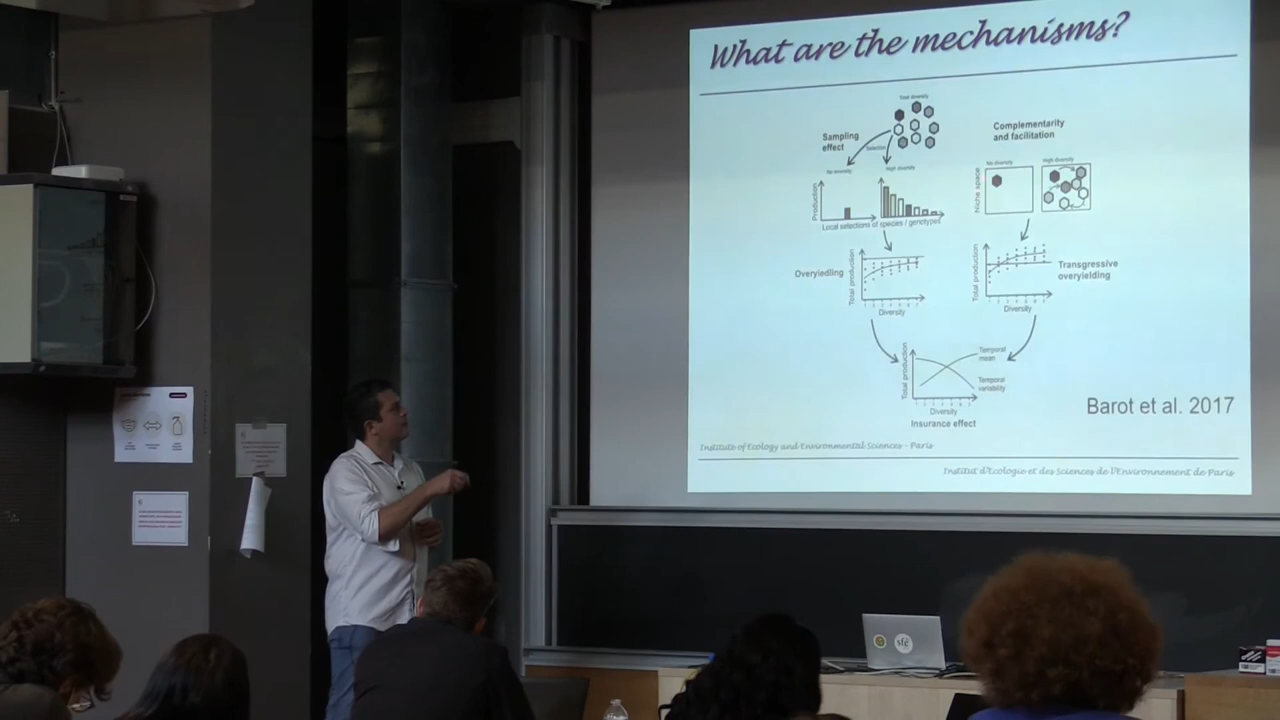 What are the mechanisms?
Total diversity
Sampling
effect
Selection
No diversity
High diversity
Production
Local selections of species / genotypes
Complementarity
and facilitation
No diversity
High diversity
Niche space
Overyiedling
Total production
Diversity
Total production
Diversity
Transgressive
overyielding
Total production
Temporal
mean
Temporal
variability
Diversity
Insurance effect
Barot et al. 2017
Institute of Ecology and Environmental Sciences - Paris
Institut d'Ecologie et des Sciences de l'Environnement de Paris
sfe